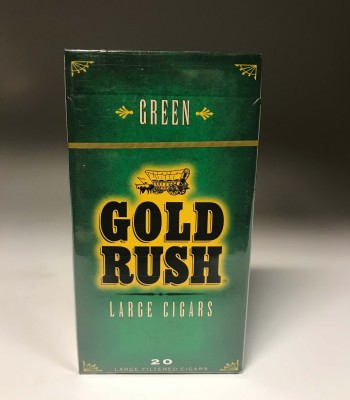 GREEN
GOLD
RUSH
LARGE CIGARS
20
LARGE FILTERED CIGARS